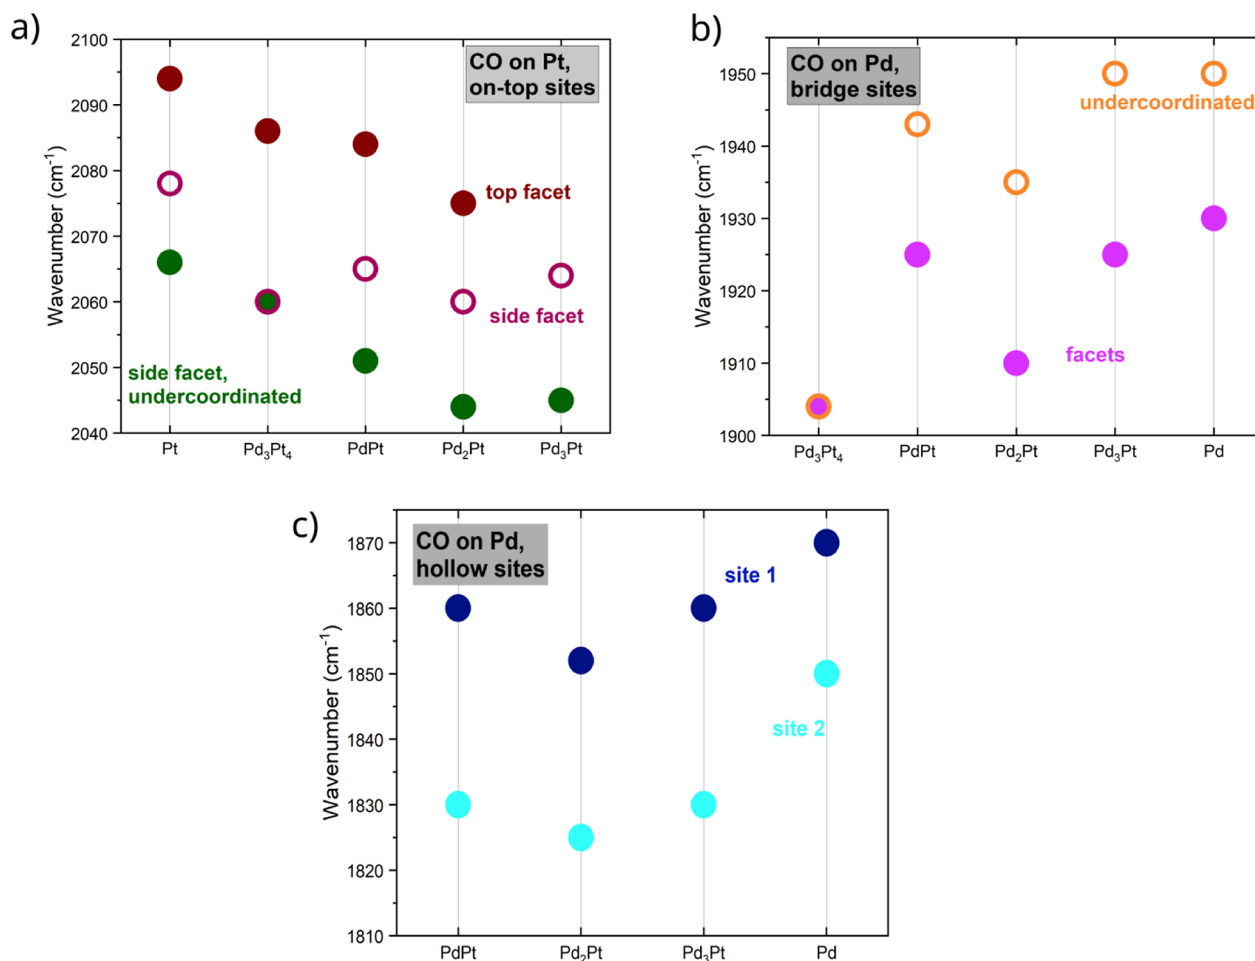 a)
CO on Pt,
on-top sites
Wavenumber (cm⁻¹)
2100
2090
2080
2070
2060
2050
2040
top facet
side facet
side facet,
undercoordinated
Pt
Pd₃Pt₄
PdPt
Pd₂Pt
Pd₃Pt
b)
CO on Pd,
bridge sites
Wavenumber (cm⁻¹)
1950
1940
1930
1920
1910
1900
undercoordinated
facets
Pd₃Pt₄
PdPt
Pd₂Pt
Pd₃Pt
Pd
c)
CO on Pd,
hollow sites
Wavenumber (cm⁻¹)
1870
1860
1850
1840
1830
1820
1810
site 1
site 2
PdPt
Pd₂Pt
Pd₃Pt
Pd